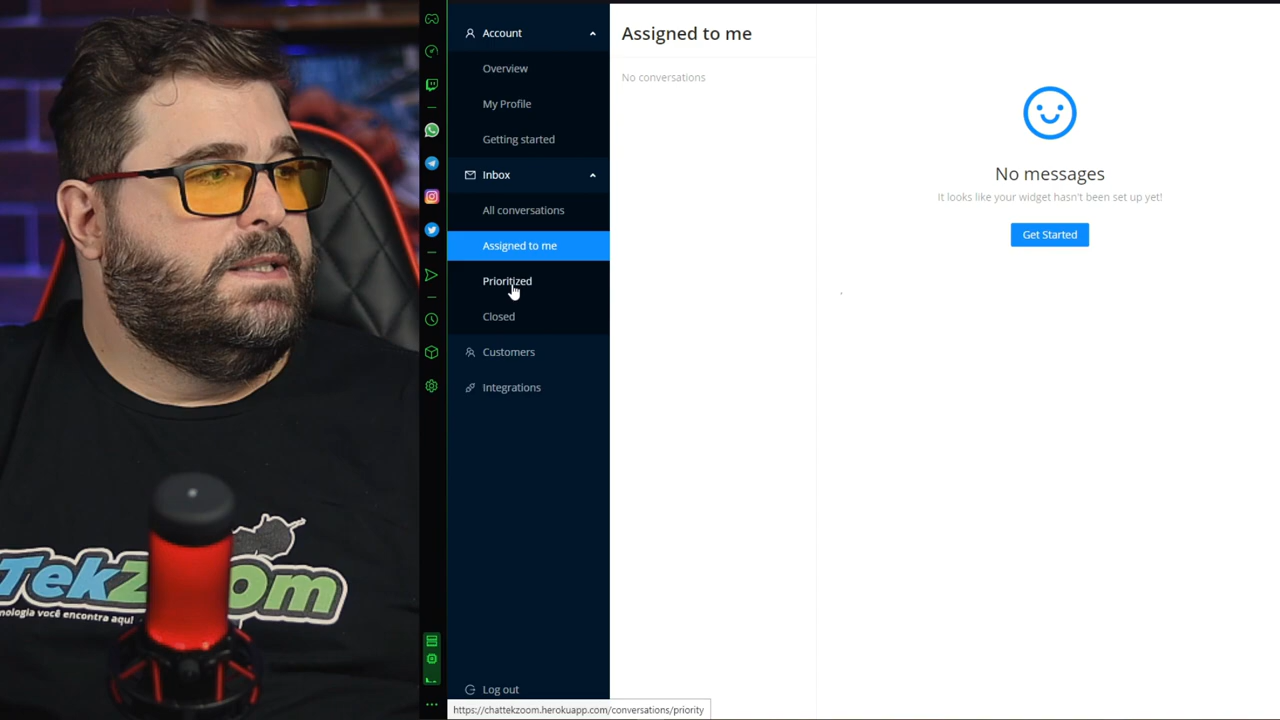 Account
Overview
My Profile
Getting started
Inbox
All conversations
Assigned to me
Prioritized
Closed
Customers
Integrations
Log out
https://chattekzoom.herokuapp.com/conversations/priority
Assigned to me
No conversations
No messages
It looks like your widget hasn't been set up yet!
Get Started
TekZoom
nologia você encontra aqui!